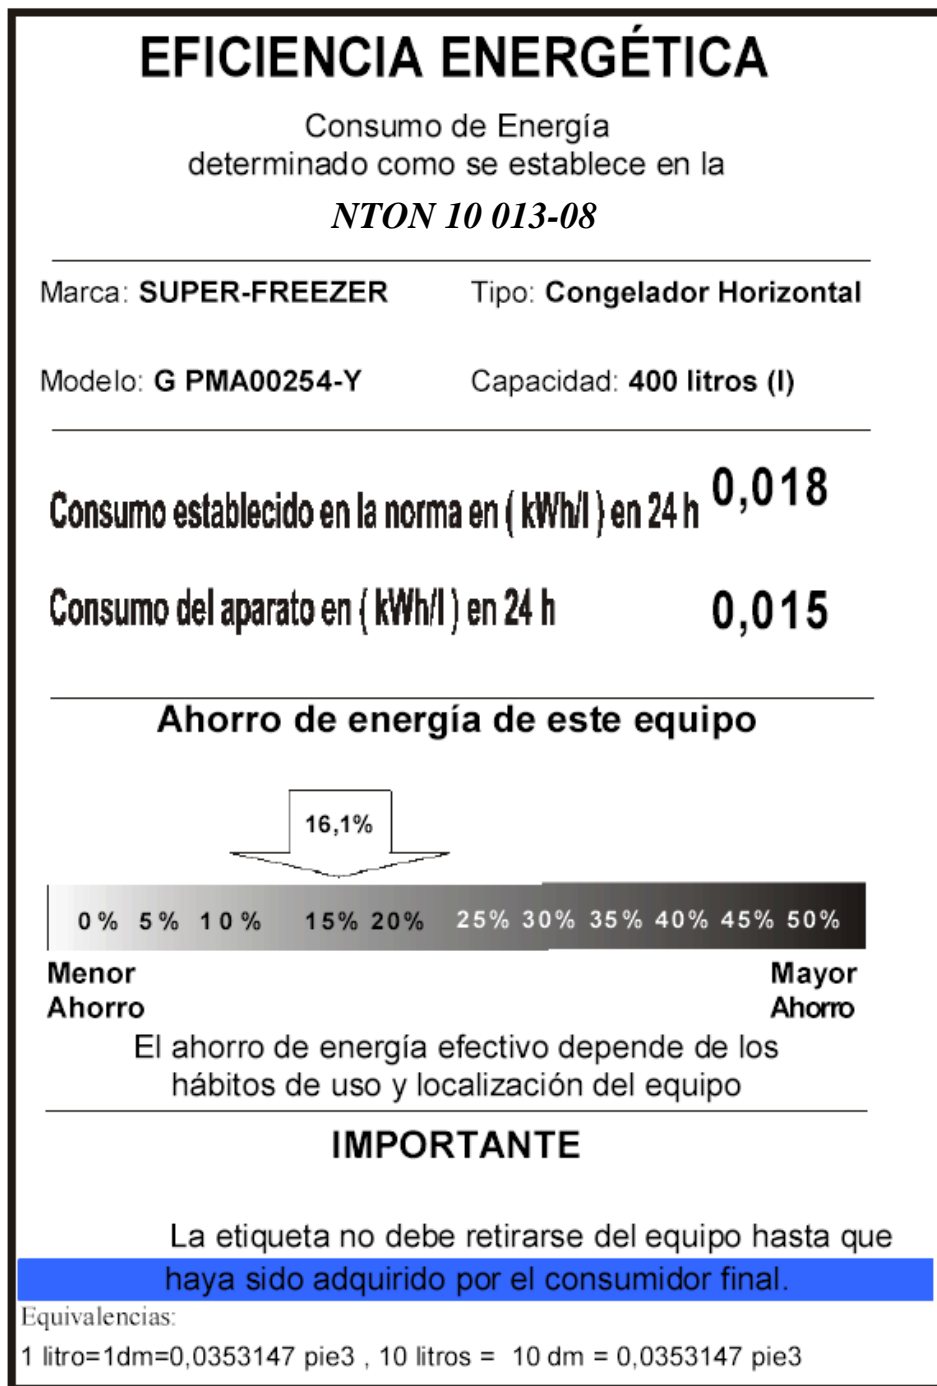 EFICIENCIA ENERGÉTICA
Consumo de Energía
determinado como se establece en la
NTON 10 013-08
Marca: SUPER-FREEZER Tipo: Congelador Horizontal
Modelo: G PMA00254-Y Capacidad: 400 litros (l)
Consumo establecido en la norma en ( kWh/l ) en 24 h 0,018
Consumo del aparato en ( kWh/l ) en 24 h 0,015
Ahorro de energía de este equipo
16,1%
0% 5% 10% 15% 20% 25% 30% 35% 40% 45% 50%
Menor Mayor
Ahorro Ahorro
El ahorro de energía efectivo depende de los
hábitos de uso y localización del equipo
IMPORTANTE
La etiqueta no debe retirarse del equipo hasta que
haya sido adquirido por el consumidor final.
Equivalencias:
1 litro=1dm=0,0353147 pie3 , 10 litros = 10 dm = 0,0353147 pie3